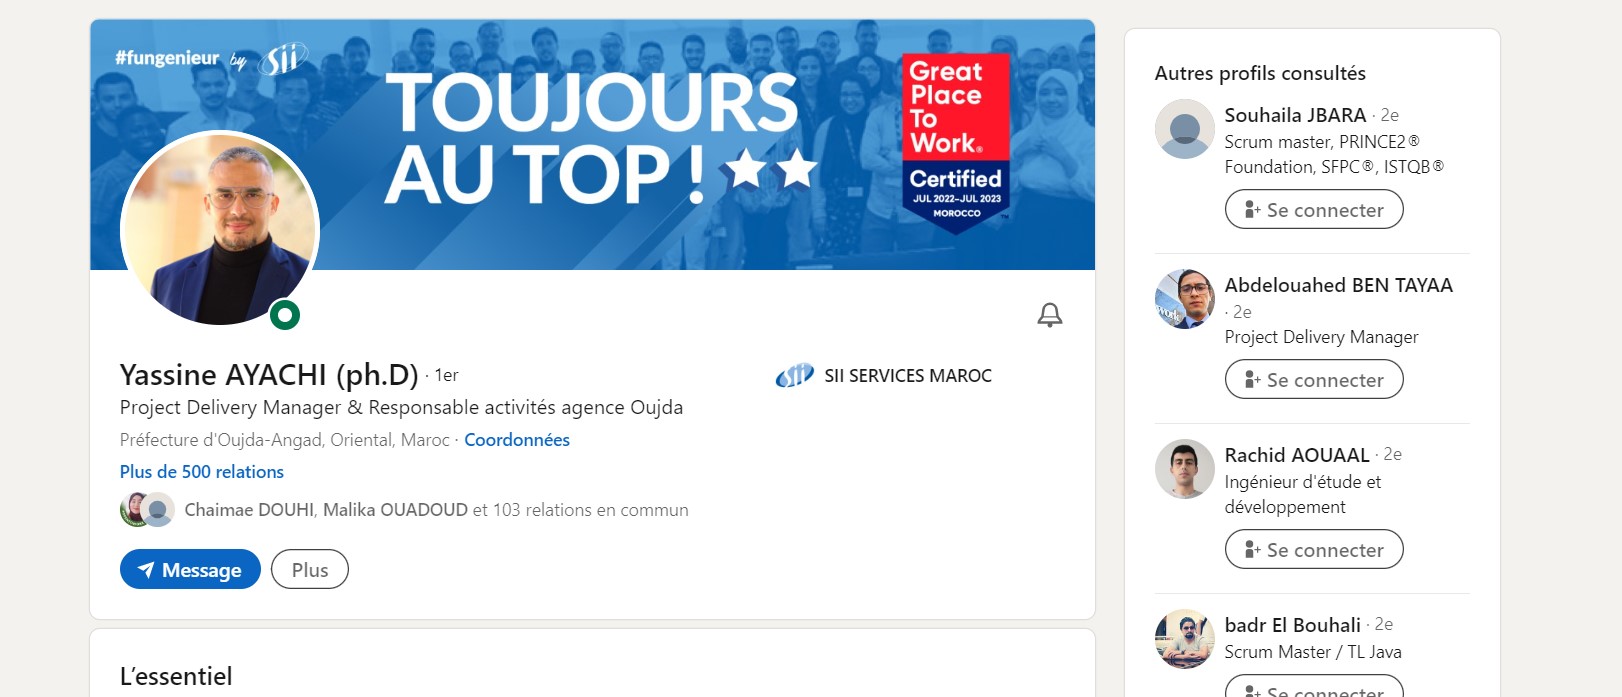 #fungenieur by sii
TOUJOURS
AU TOP !
Great
Place
To
Work®
Certified
JUL 2022–JUL 2023
MOROCCO
™
Yassine AYACHI (ph.D) · 1er
Project Delivery Manager & Responsable activités agence Oujda
Préfecture d'Oujda-Angad, Oriental, Maroc · Coordonnées
Plus de 500 relations
Chaimae DOUHI, Malika OUADOUD et 103 relations en commun
Message
Plus
sii SII SERVICES MAROC
L’essentiel
Autres profils consultés
Souhaila JBARA · 2e
Scrum master, PRINCE2®
Foundation, SFPC®, ISTQB®
Se connecter
Abdelouahed BEN TAYAA
· 2e
Project Delivery Manager
Se connecter
Rachid AOUAAL · 2e
Ingénieur d'étude et
développement
Se connecter
badr El Bouhali · 2e
Scrum Master / TL Java
Se connecter